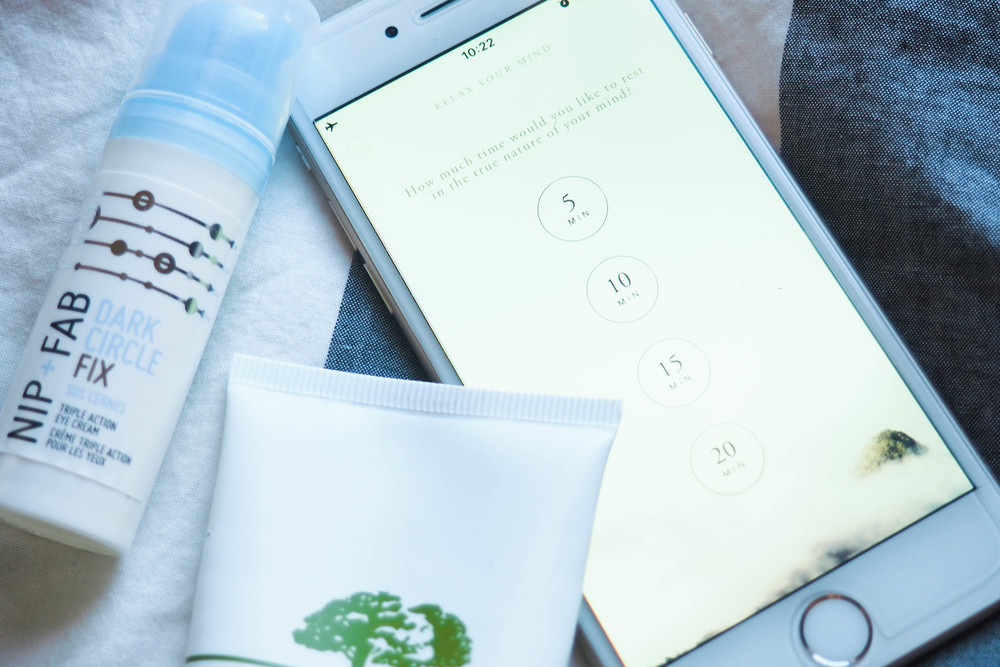 NIP + FAB
DARK
CIRCLE
FIX
SOS CERNES
TRIPLE ACTION
EYE CREAM
CRÈME TRIPLE ACTION
POUR LES YEUX
10:22
RELAX YOUR MIND
How much time would you like to rest
in the true nature of your mind?
5
MIN
10
MIN
15
MIN
20
MIN